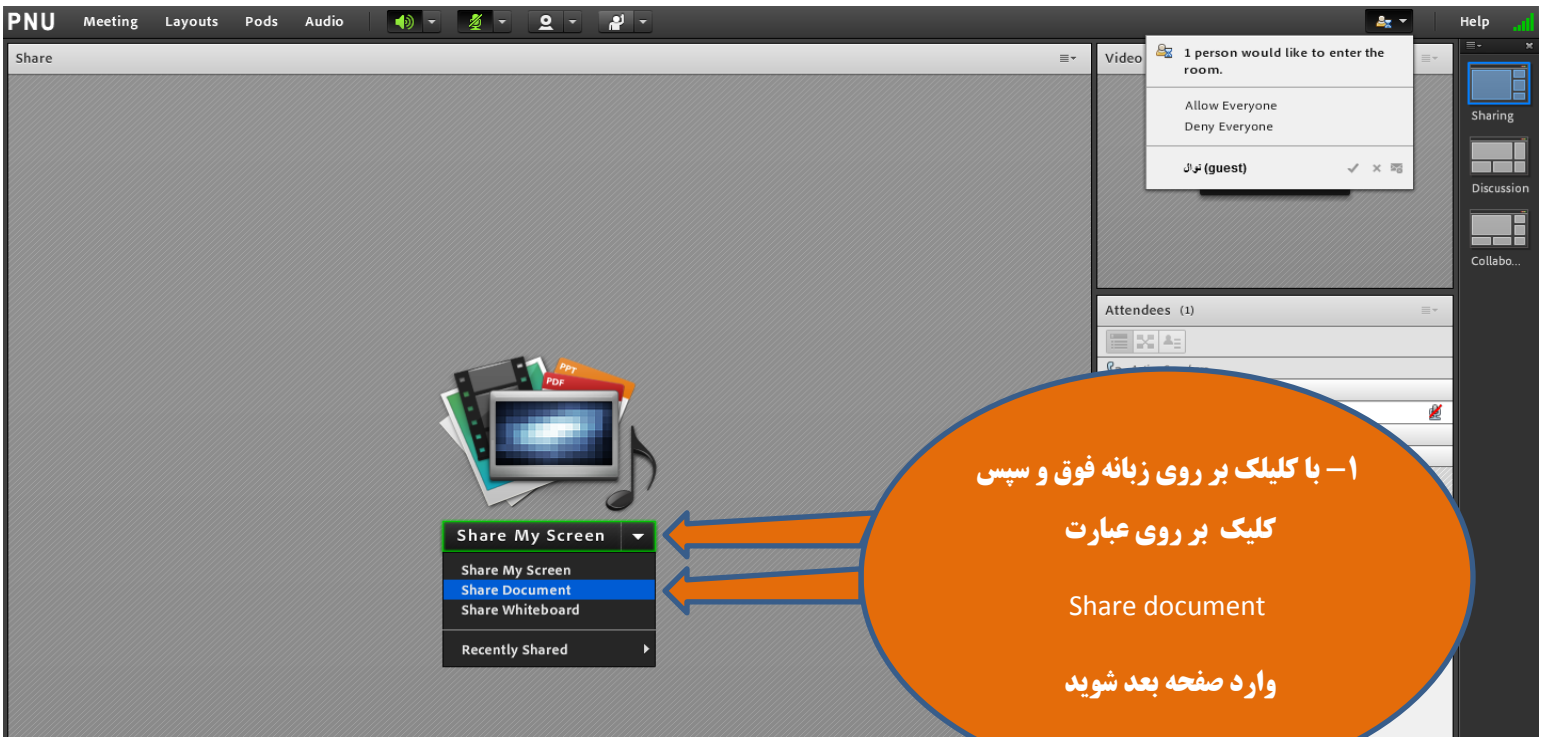 PNU Meeting Layouts Pods Audio Help
Share
Video
1 person would like to enter the
room.
Allow Everyone
Deny Everyone
نوال (guest)
Sharing
Discussion
Collabo...
Attendees (1)
PPT
PDF
Share My Screen
Share My Screen
Share Document
Share Whiteboard
Recently Shared
۱– با کلیلک بر روی زبانه فوق و سپس
کلیک بر روی عبارت
Share document
وارد صفحه بعد شوید